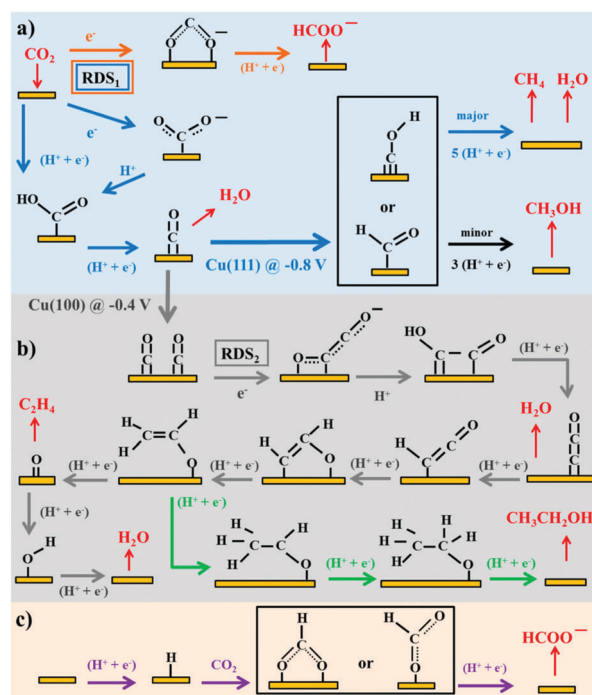 a)
CO2
e-
RDS1
C
O O
−
(H+ + e-)
HCOO−
e-
O O
C
−
(H+ + e-)
H+
HO O
C
(H+ + e-)
O
C
H2O
Cu(111) @ -0.8 V
H
O
C
or
H O
C
major
5 (H+ + e-)
CH4 H2O
minor
3 (H+ + e-)
CH3OH
Cu(100) @ -0.4 V
b)
O O
C C
RDS2
e-
O C C O −
H+
HO O
C C
(H+ + e-)
C2H4
O
(H+ + e-)
H H
C C
H O
(H+ + e-)
H
C C
H O
(H+ + e-)
O
C
H C
(H+ + e-)
H2O
O
C
C
(H+ + e-)
H
O
(H+ + e-)
H2O
(H+ + e-)
H H H
C C
H O
(H+ + e-)
H H H
C C
H H O
(H+ + e-)
CH3CH2OH
c)
(H+ + e-)
H
CO2
H
C
O O
or
H O
C
O
(H+ + e-)
HCOO−